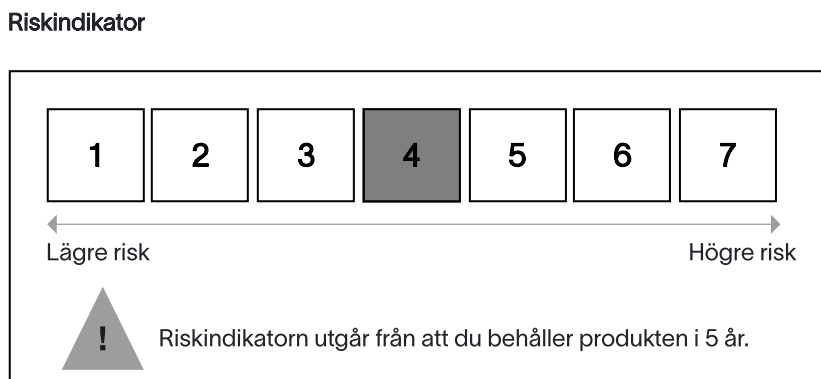 Riskindikator
1 2 3 4 5 6 7
Lägre risk Högre risk
! Riskindikatorn utgår från att du behåller produkten i 5 år.